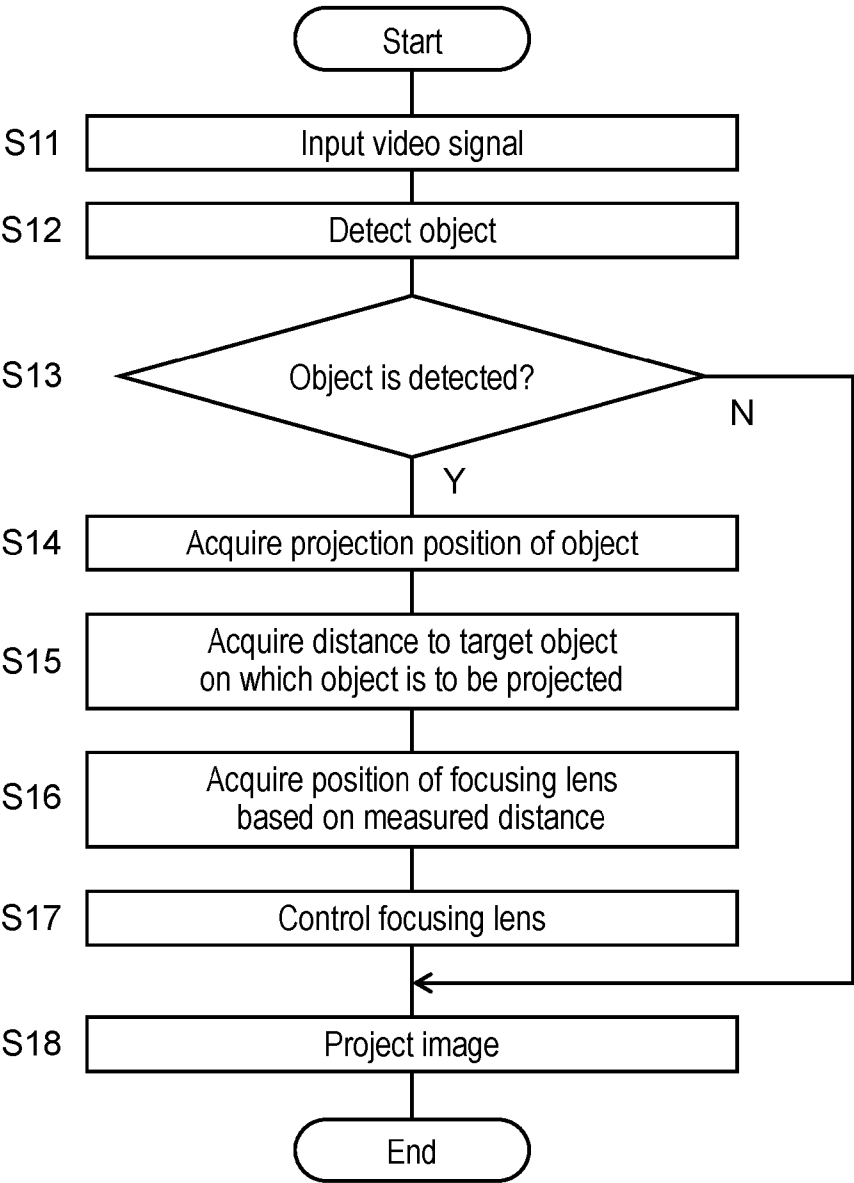 Start
S11
Input video signal
S12
Detect object
S13
Object is detected?
N
Y
S14
Acquire projection position of object
S15
Acquire distance to target object
on which object is to be projected
S16
Acquire position of focusing lens
based on measured distance
S17
Control focusing lens
S18
Project image
End